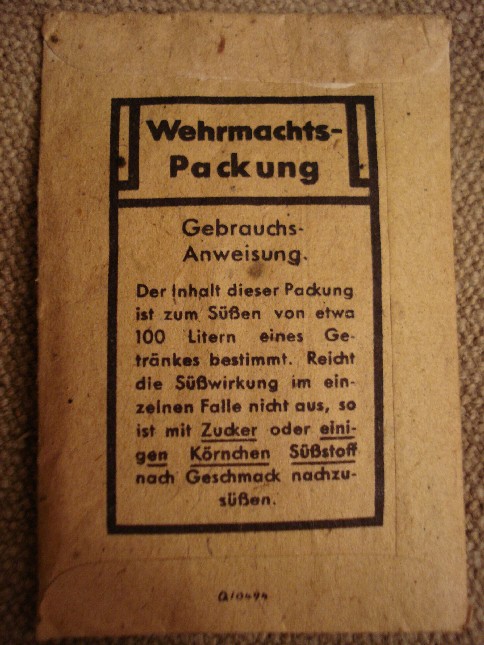 Wehrmachts-
Packung
Gebrauchs-
Anweisung.
Der Inhalt dieser Packung
ist zum Süßen von etwa
100 Litern eines Ge-
tränkes bestimmt. Reicht
die Süßwirkung im ein-
zelnen Falle nicht aus, so
ist mit Zucker oder eini-
gen Körnchen Süßstoff
nach Geschmack nachzu-
süßen.